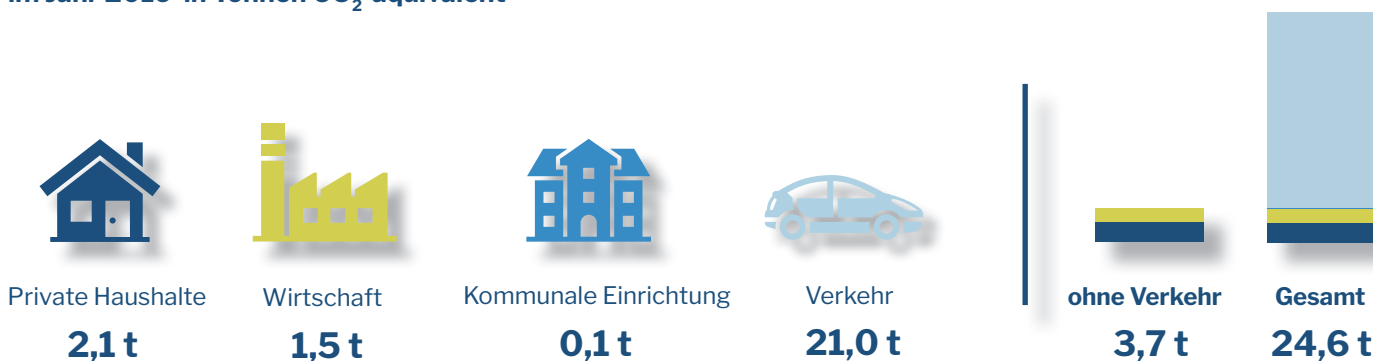 Private Haushalte
2,1 t
Wirtschaft
1,5 t
Kommunale Einrichtung
0,1 t
Verkehr
21,0 t
ohne Verkehr
3,7 t
Gesamt
24,6 t